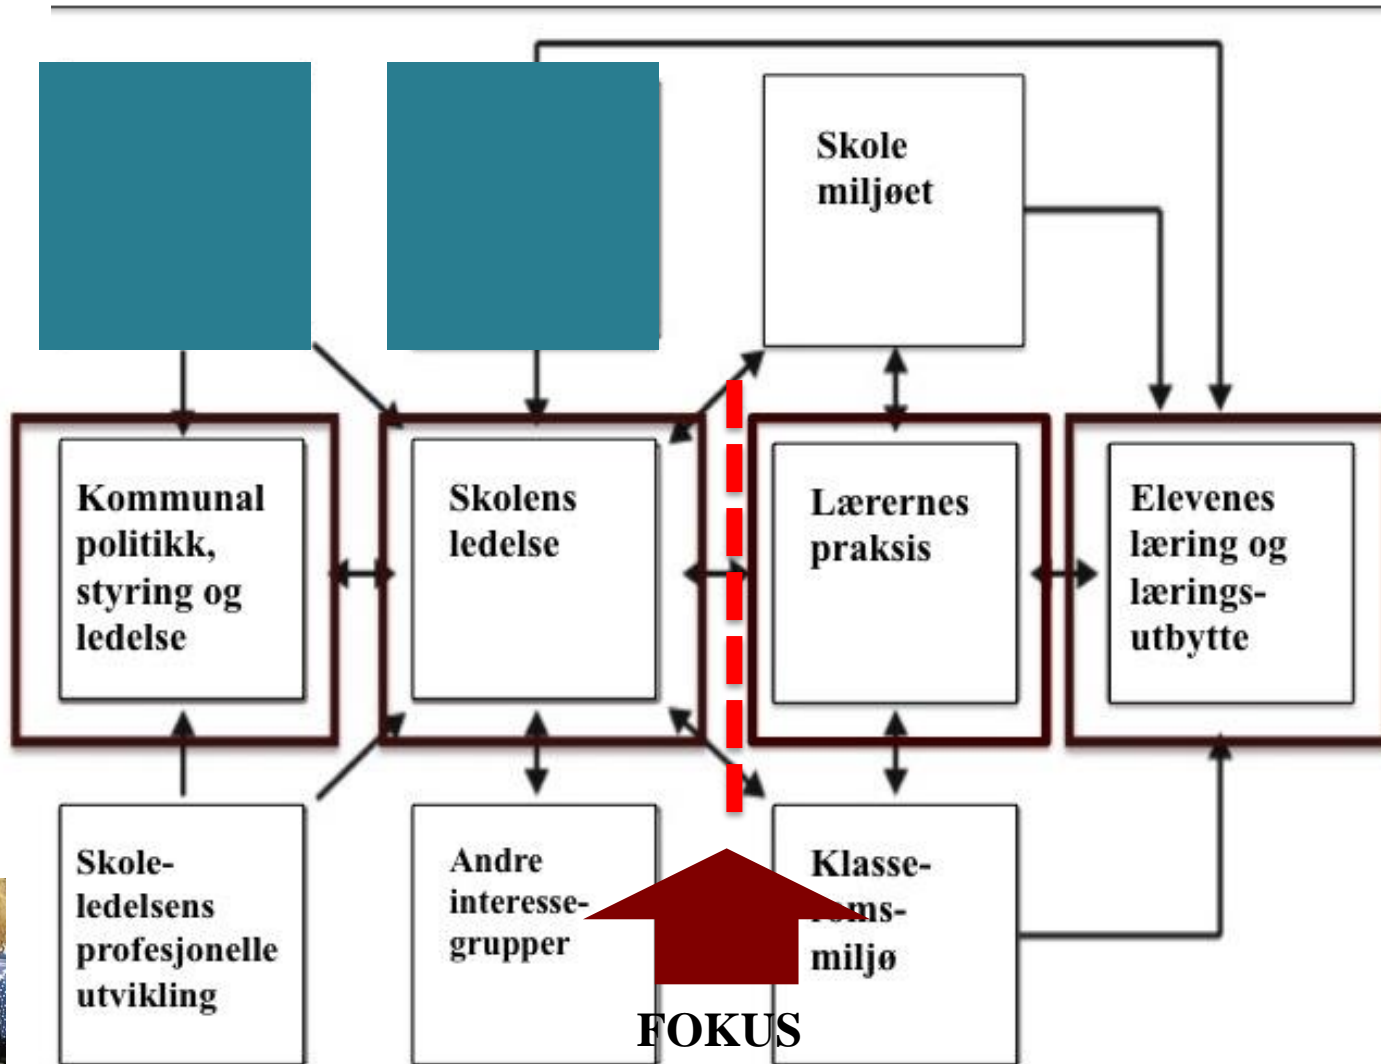 Skole
miljøet
Kommunal
politikk,
styring og
ledelse
Skolens
ledelse
Lærernes
praksis
Elevenes
læring og
lærings-
utbytte
Skole-
ledelsens
profesjonelle
utvikling
Andre
interesse-
grupper
Klasse-
roms-
miljø
FOKUS